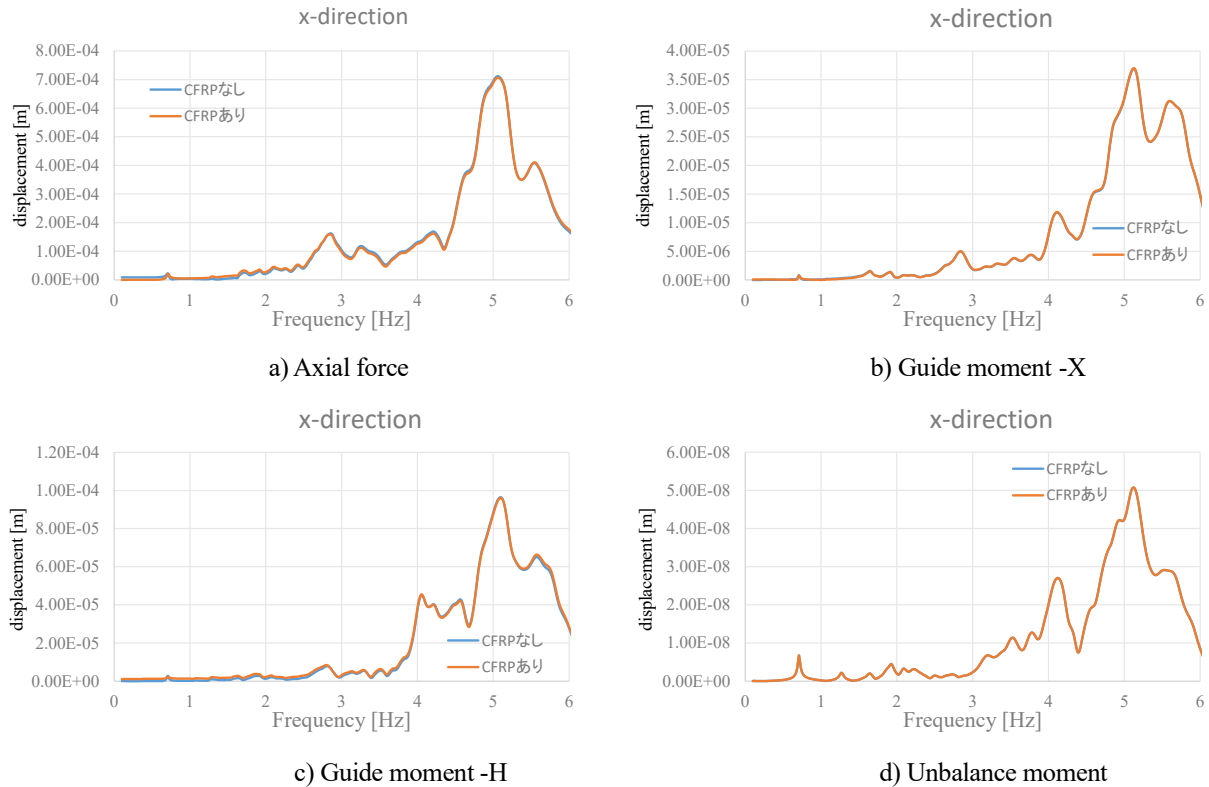 x-direction
8.00E-04
7.00E-04
6.00E-04
5.00E-04
4.00E-04
3.00E-04
2.00E-04
1.00E-04
0.00E+00
displacement [m]
CFRPなし
CFRPあり
0 1 2 3 4 5 6
Frequency [Hz]
a) Axial force
x-direction
4.00E-05
3.50E-05
3.00E-05
2.50E-05
2.00E-05
1.50E-05
1.00E-05
5.00E-06
0.00E+00
displacement [m]
CFRPなし
CFRPあり
0 1 2 3 4 5 6
Frequency [Hz]
b) Guide moment -X
x-direction
1.20E-04
1.00E-04
8.00E-05
6.00E-05
4.00E-05
2.00E-05
0.00E+00
displacement [m]
CFRPなし
CFRPあり
0 1 2 3 4 5 6
Frequency [Hz]
c) Guide moment -H
x-direction
6.00E-08
5.00E-08
4.00E-08
3.00E-08
2.00E-08
1.00E-08
0.00E+00
displacement [m]
CFRPなし
CFRPあり
0 1 2 3 4 5 6
Frequency [Hz]
d) Unbalance moment